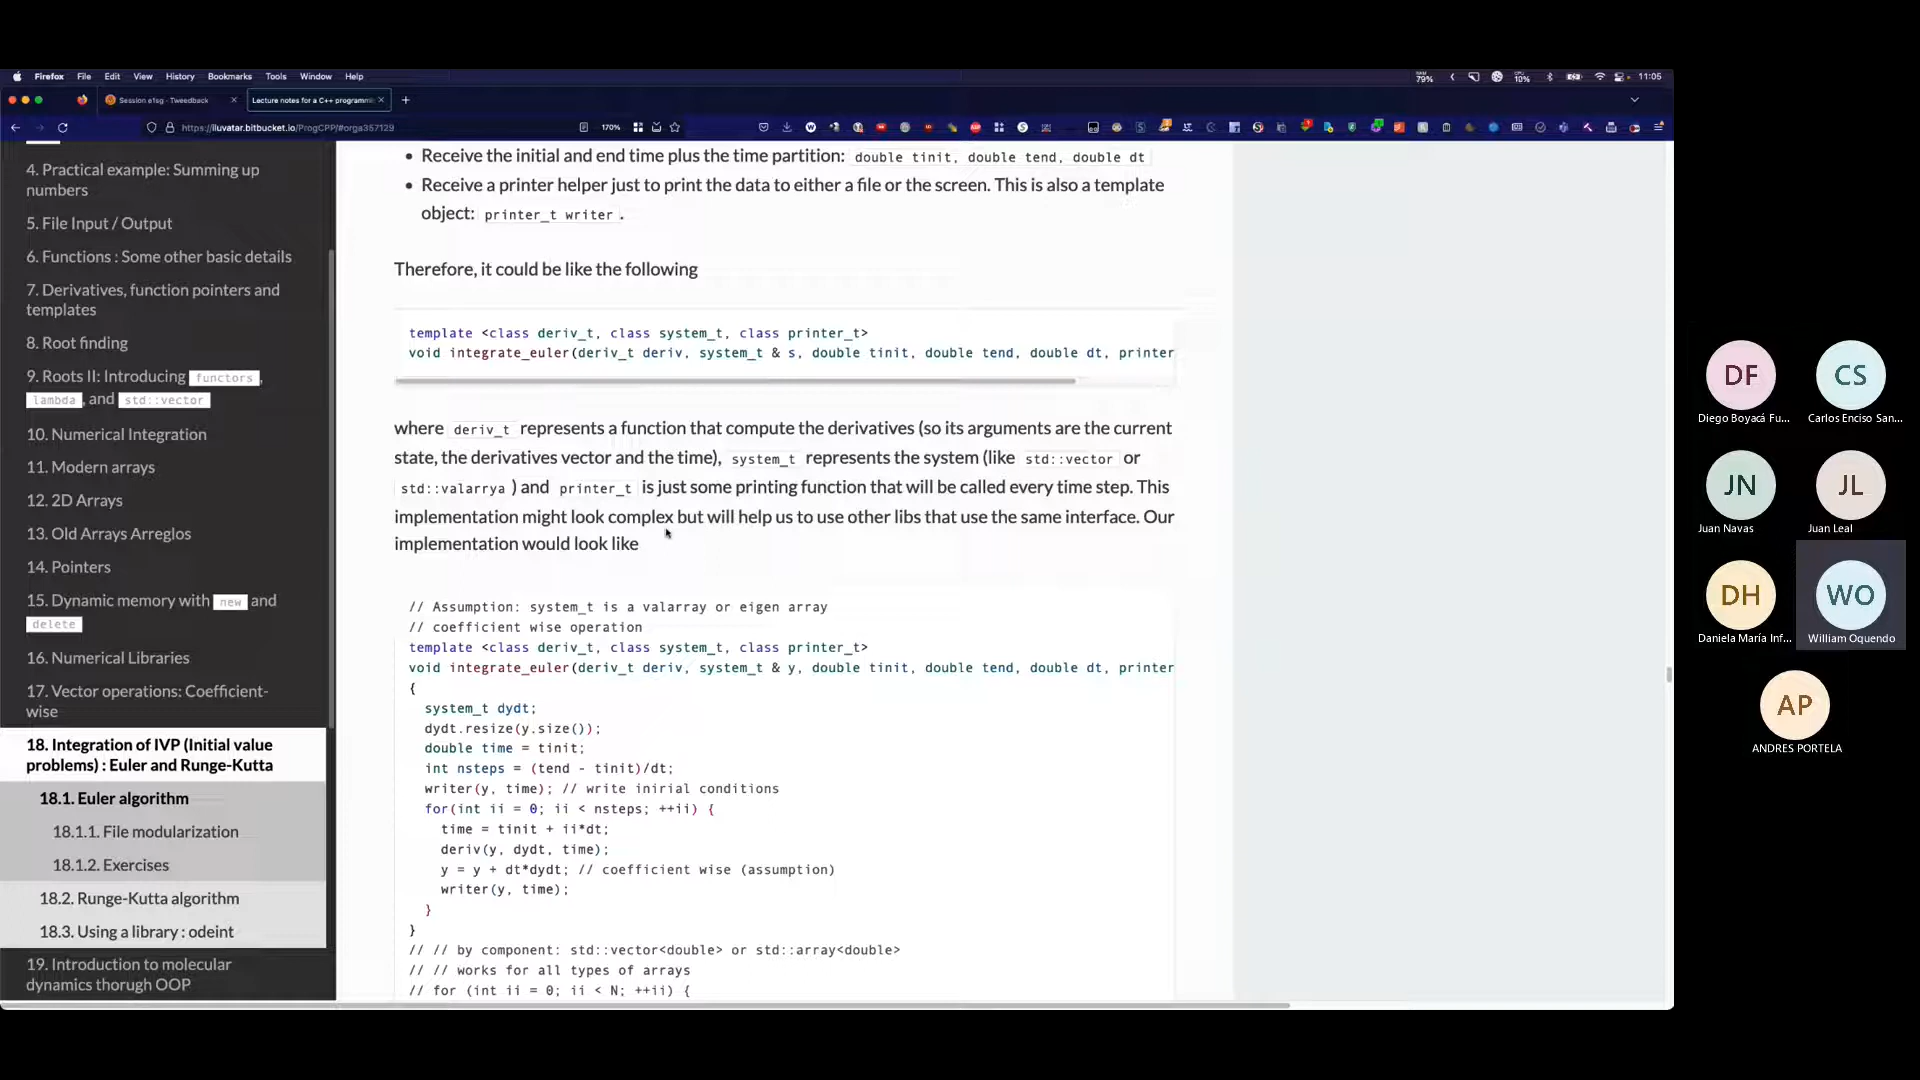 Firefox File Edit View History Bookmarks Tools Window Help
79% 10% 11:05
Session e1sg - Tweedback
Lecture notes for a C++ programmi
https://iluvatar.bitbucket.io/ProgCPP/#orga357129
170%
4. Practical example: Summing up
numbers
5. File Input / Output
6. Functions : Some other basic details
7. Derivatives, function pointers and
templates
8. Root finding
9. Roots II: Introducing functors,
lambda, and std::vector
10. Numerical Integration
11. Modern arrays
12. 2D Arrays
13. Old Arrays Arreglos
14. Pointers
15. Dynamic memory with new and
delete
16. Numerical Libraries
17. Vector operations: Coefficient-
wise
18. Integration of IVP (Initial value
problems) : Euler and Runge-Kutta
18.1. Euler algorithm
18.1.1. File modularization
18.1.2. Exercises
18.2. Runge-Kutta algorithm
18.3. Using a library : odeint
19. Introduction to molecular
dynamics thorugh OOP
• Receive the initial and end time plus the time partition: double tinit, double tend, double dt
• Receive a printer helper just to print the data to either a file or the screen. This is also a template
object: printer_t writer .
Therefore, it could be like the following
template <class deriv_t, class system_t, class printer_t>
void integrate_euler(deriv_t deriv, system_t & s, double tinit, double tend, double dt, printer
where deriv_t represents a function that compute the derivatives (so its arguments are the current
state, the derivatives vector and the time), system_t represents the system (like std::vector or
std::valarrya ) and printer_t is just some printing function that will be called every time step. This
implementation might look complex but will help us to use other libs that use the same interface. Our
implementation would look like
// Assumption: system_t is a valarray or eigen array
// coefficient wise operation
template <class deriv_t, class system_t, class printer_t>
void integrate_euler(deriv_t deriv, system_t & y, double tinit, double tend, double dt, printer
{
system_t dydt;
dydt.resize(y.size());
double time = tinit;
int nsteps = (tend - tinit)/dt;
writer(y, time); // write inirial conditions
for(int ii = 0; ii < nsteps; ++ii) {
time = tinit + ii*dt;
deriv(y, dydt, time);
y = y + dt*dydt; // coefficient wise (assumption)
writer(y, time);
}
}
// // by component: std::vector<double> or std::array<double>
// // works for all types of arrays
// for (int ii = 0; ii < N; ++ii) {
DF CS
Diego Boyacá Fu... Carlos Enciso San...
JN JL
Juan Navas Juan Leal
DH WO
Daniela María Inf... William Oquendo
AP
ANDRES PORTELA